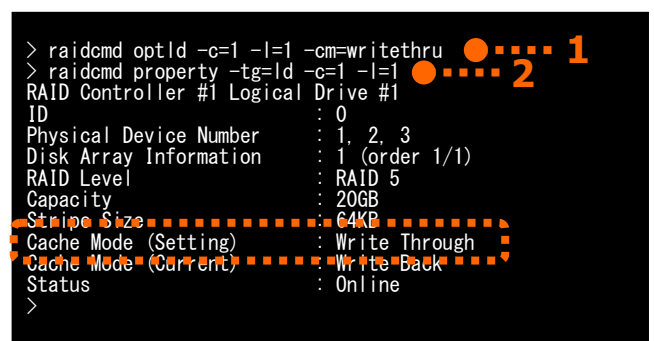 > raidcmd optld -c=1 -l=1 -cm=writethru 1
> raidcmd property -tg=ld -c=1 -l=1 2
RAID Controller #1 Logical Drive #1
ID : 0
Physical Device Number : 1, 2, 3
Disk Array Information : 1 (order 1/1)
RAID Level : RAID 5
Capacity : 20GB
Stripe Size : 64KB
Cache Mode (Setting) : Write Through
Cache Mode (Current) : Write Back
Status : Online
>